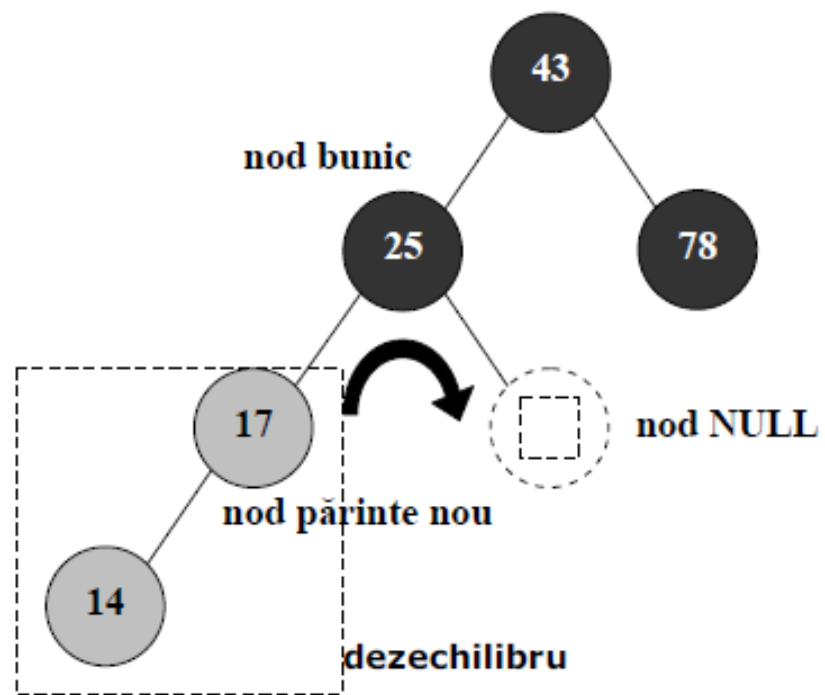 43
nod bunic
25
78
17
nod NULL
nod părinte nou
14
dezechilibru